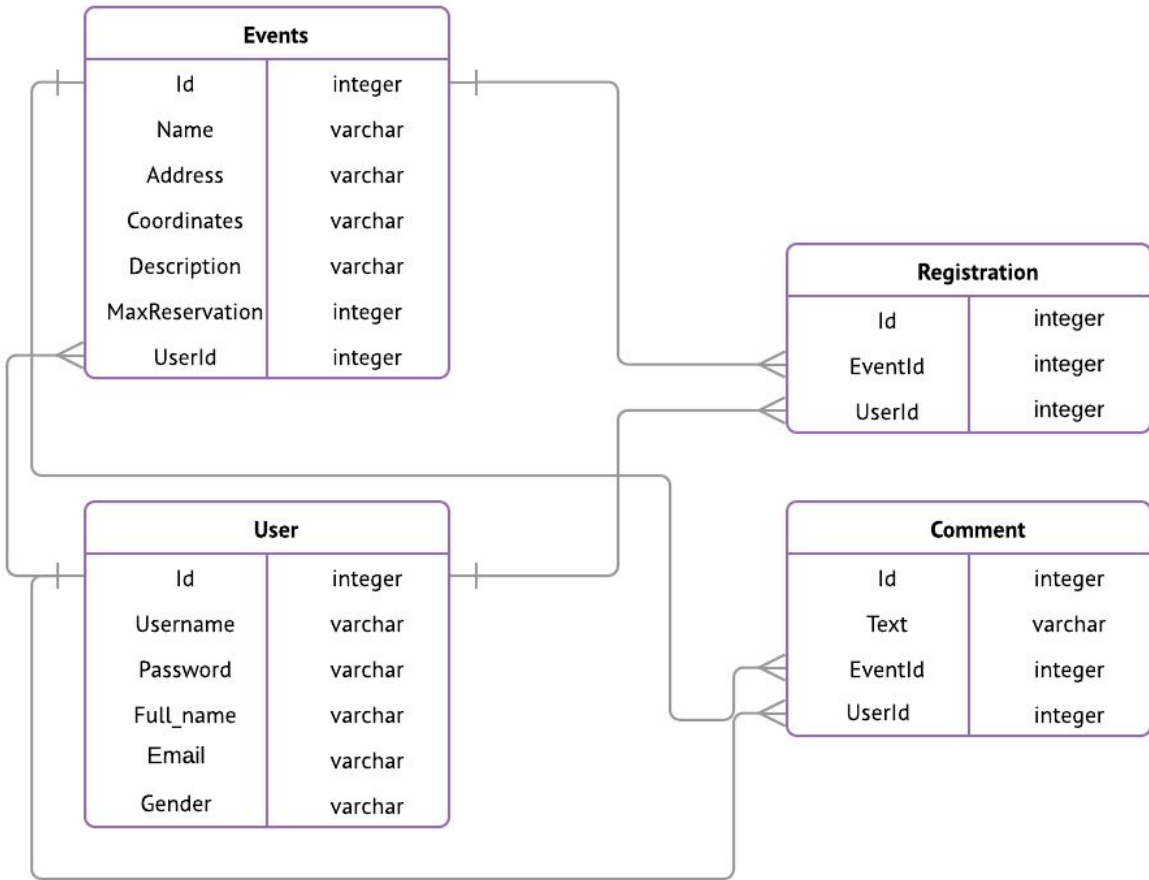 Events
Id integer
Name varchar
Address varchar
Coordinates varchar
Description varchar
MaxReservation integer
UserId integer
Registration
Id integer
EventId integer
UserId integer
User
Id integer
Username varchar
Password varchar
Full_name varchar
Email varchar
Gender varchar
Comment
Id integer
Text varchar
EventId integer
UserId integer